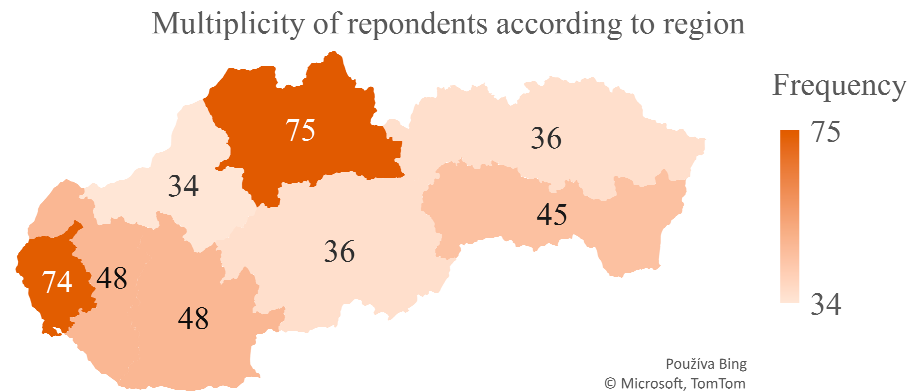 Multiplicity of repondents according to region
Frequency
75
75
36
34
45
36
74
48
48
34
Používa Bing
© Microsoft, TomTom